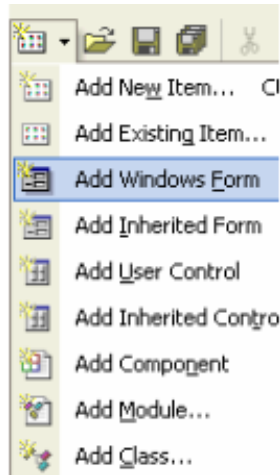 Add New Item... C
Add Existing Item...
Add Windows Form
Add Inherited Form
Add User Control
Add Inherited Contro
Add Component
Add Module...
Add Class...